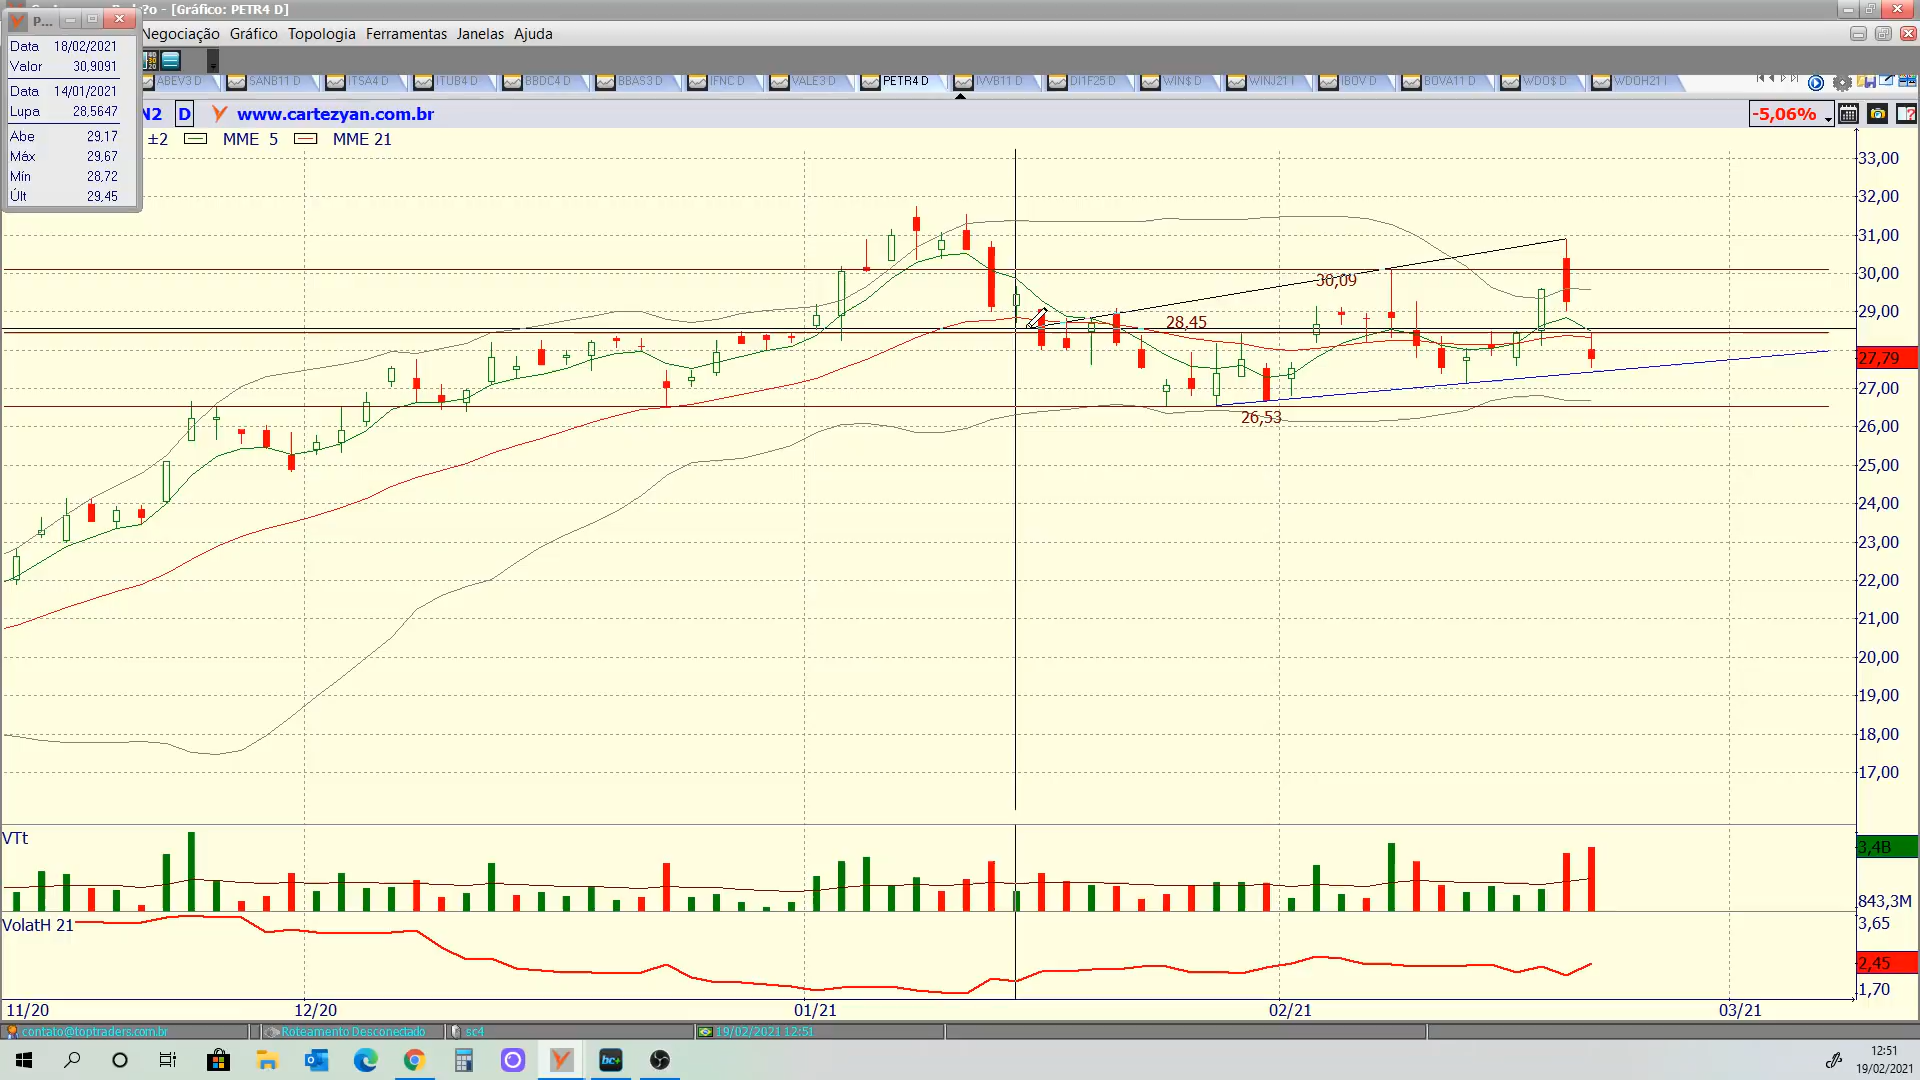 - [Gráfico: PETR4 D]
P...
Negociação Gráfico Topologia Ferramentas Janelas Ajuda
Data 18/02/2021
Valor 30,9091
Data 14/01/2021
Lupa 28,5647
Abe 29,17
Máx 29,67
Mín 28,72
Últ 29,45
ABEV3 D SANB11 D ITSA4 D ITUB4 D BBDC4 D BBAS3 D IFNC D VALE3 D PETR4 D IVVB11 D DI1F25 D WIN$ D WINJ21 I IBOV D BOVA11 D WDO$ D WDOH21 I
N2 D www.cartezyan.com.br -5,06%
±2 MME 5 MME 21
33,00
32,00
31,00
30,00
29,00
27,79
27,00
26,00
25,00
24,00
23,00
22,00
21,00
20,00
19,00
18,00
17,00
30,09
28,45
26,53
VTt
3,4B
843,3M
VolatH 21
3,65
2,45
1,70
11/20 12/20 01/21 02/21 03/21
contato@toptraders.com.br Roteamento Desconectado sc4 19/02/2021 12:51
bc+
12:51
19/02/2021